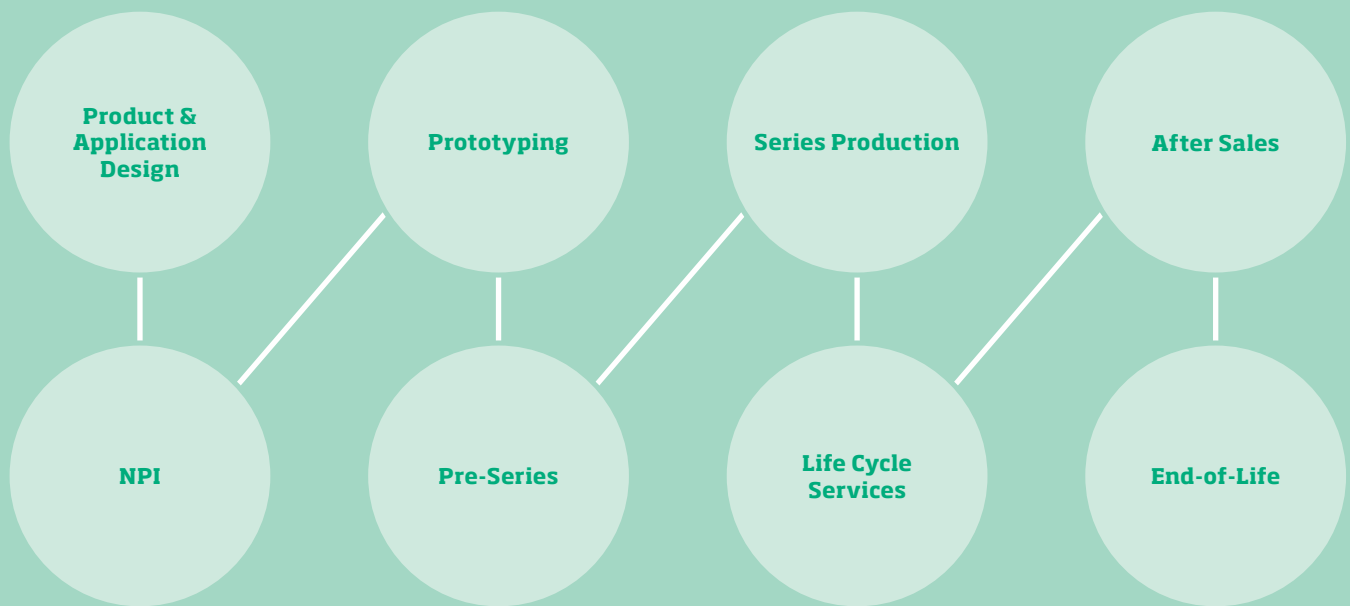 Product &
Application
Design
NPI
Prototyping
Pre-Series
Series Production
Life Cycle
Services
After Sales
End-of-Life